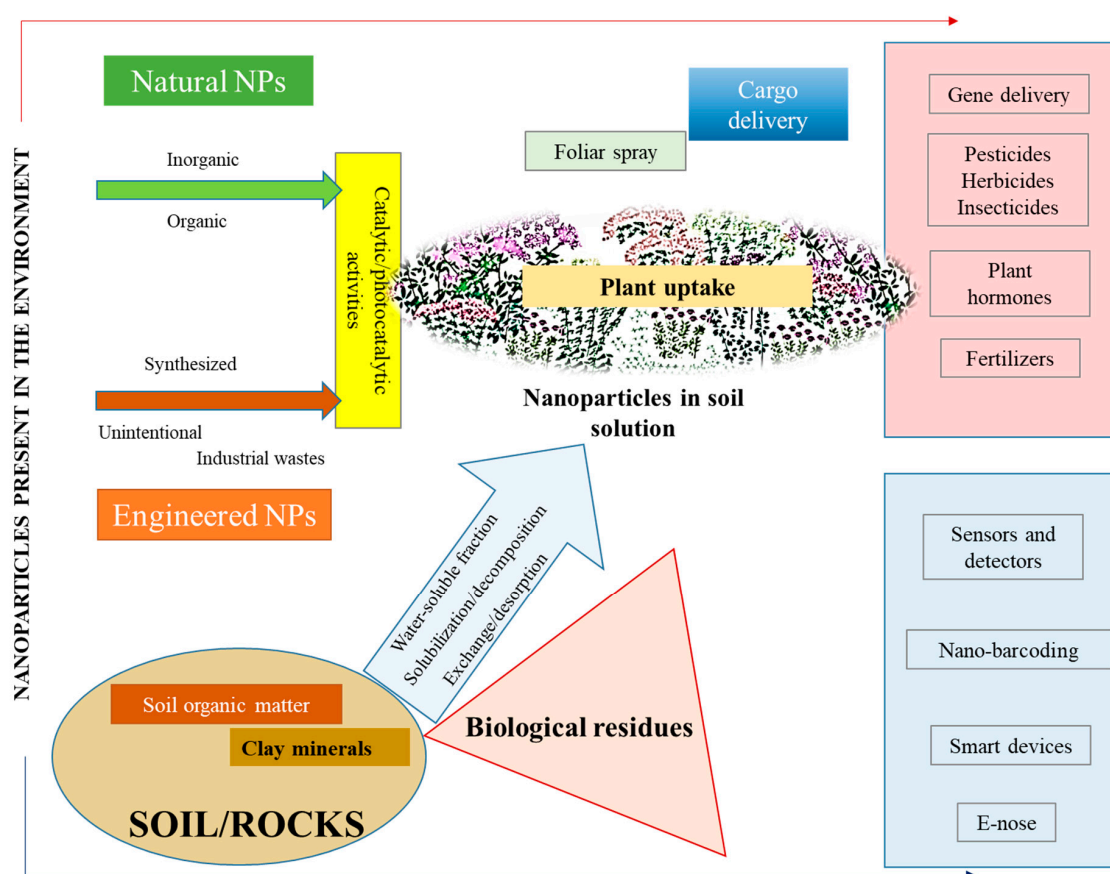 NANOPARTICLES PRESENT IN THE ENVIRONMENT
Natural NPs
Inorganic
Organic
Synthesized
Unintentional
Industrial wastes
Engineered NPs
Catalytic/photocatalytic
activities
Cargo
delivery
Foliar spray
Plant uptake
Nanoparticles in soil
solution
Water-soluble fraction
Solubilization/decomposition
Exchange/desorption
Soil organic matter
Clay minerals
SOIL/ROCKS
Biological residues
Gene delivery
Pesticides
Herbicides
Insecticides
Plant
hormones
Fertilizers
Sensors and
detectors
Nano-barcoding
Smart devices
E-nose